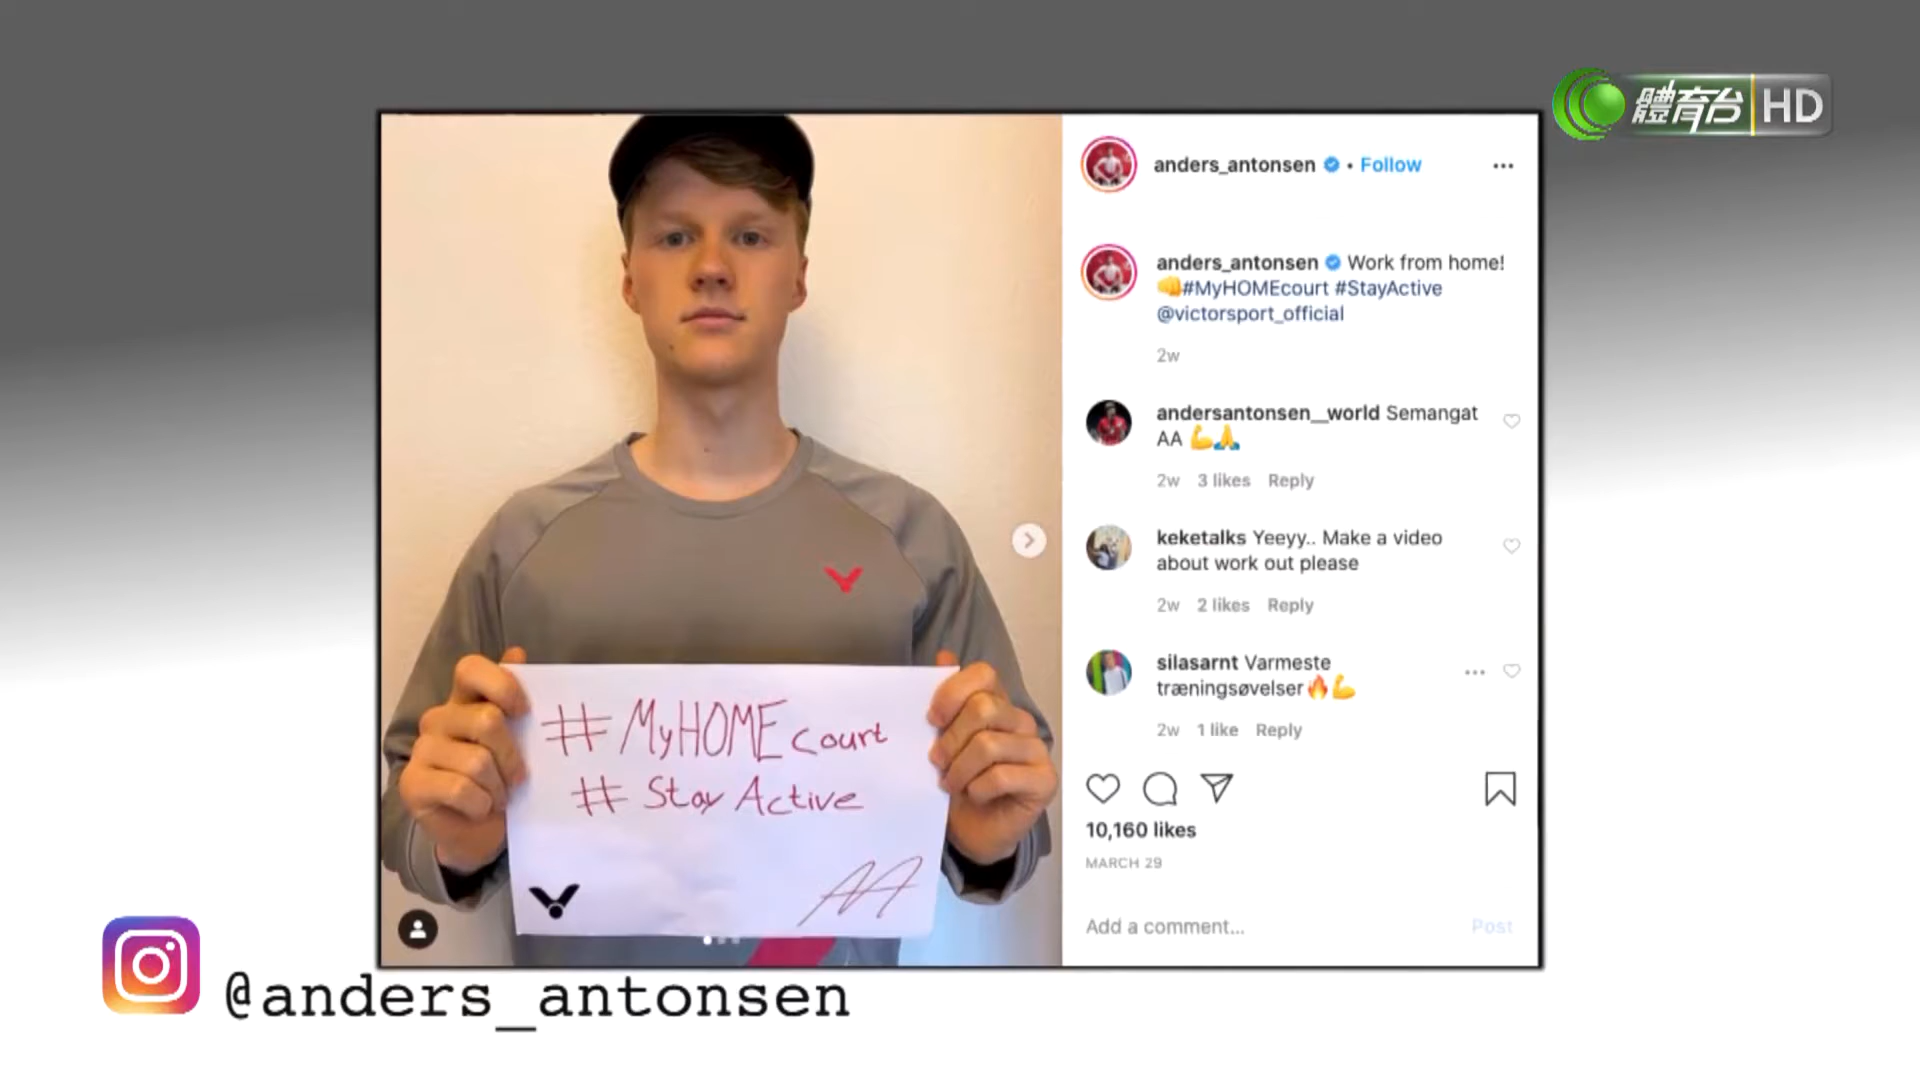 體育台 HD
anders_antonsen • Follow
anders_antonsen Work from home!
👊#MyHOMEcourt #StayActive
@victorsport_official
2w
andersantonsen__world Semangat
AA 💪🙏
2w 3 likes Reply
keketalks Yeeyy.. Make a video
about work out please
2w 2 likes Reply
silasarnt Varmeste
træningsøvelser🔥💪
2w 1 like Reply
10,160 likes
MARCH 29
Add a comment... Post
#MyHOMEcourt
#StayActive
AA
@anders_antonsen